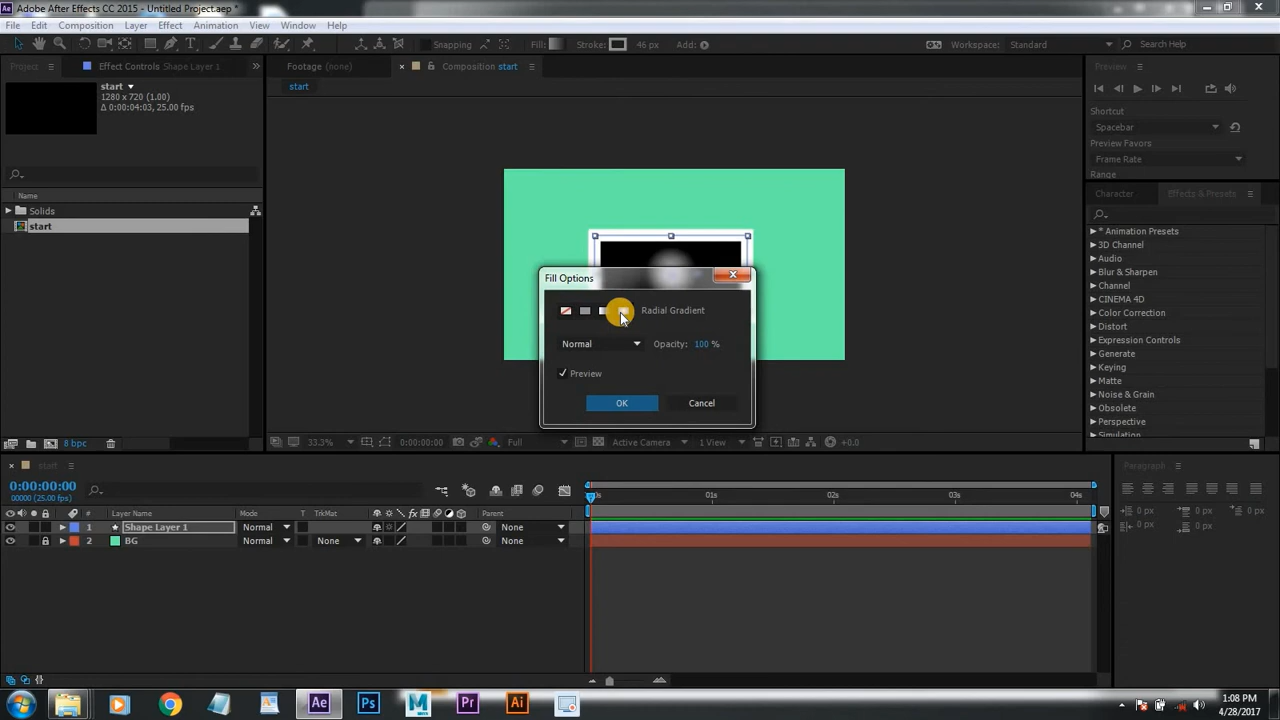 Adobe After Effects CC 2015 - Untitled Project.aep *
File Edit Composition Layer Effect Animation View Window Help
Snapping Fill: Stroke: 46 px Add: Workspace: Standard Search Help
Project Effect Controls Shape Layer 1 Footage (none) Composition start Preview
start
1280 x 720 (1.00)
Δ 0:00:04:03, 25.00 fps
start
Shortcut
Spacebar
Preview Favors
Frame Rate
Range
Name
Solids
start
Character Effects & Presets
* Animation Presets
3D Channel
Audio
Blur & Sharpen
Channel
CINEMA 4D
Color Correction
Distort
Expression Controls
Generate
Keying
Matte
Noise & Grain
Obsolete
Perspective
Simulation
Fill Options
Radial Gradient
Normal Opacity: 100 %
Preview
OK Cancel
8 bpc 33.3% 0:00:00:00 Full Active Camera 1 View +0.0
start
0:00:00:00
00000 (25.00 fps)
01s 02s 03s 04s
# Layer Name Mode T TrkMat Parent
1 Shape Layer 1 Normal None
2 BG Normal None None
Paragraph
0 px 0 px 0 px
0 px 0 px
Ae Ps Pr Ai
1:08 PM
4/28/2017